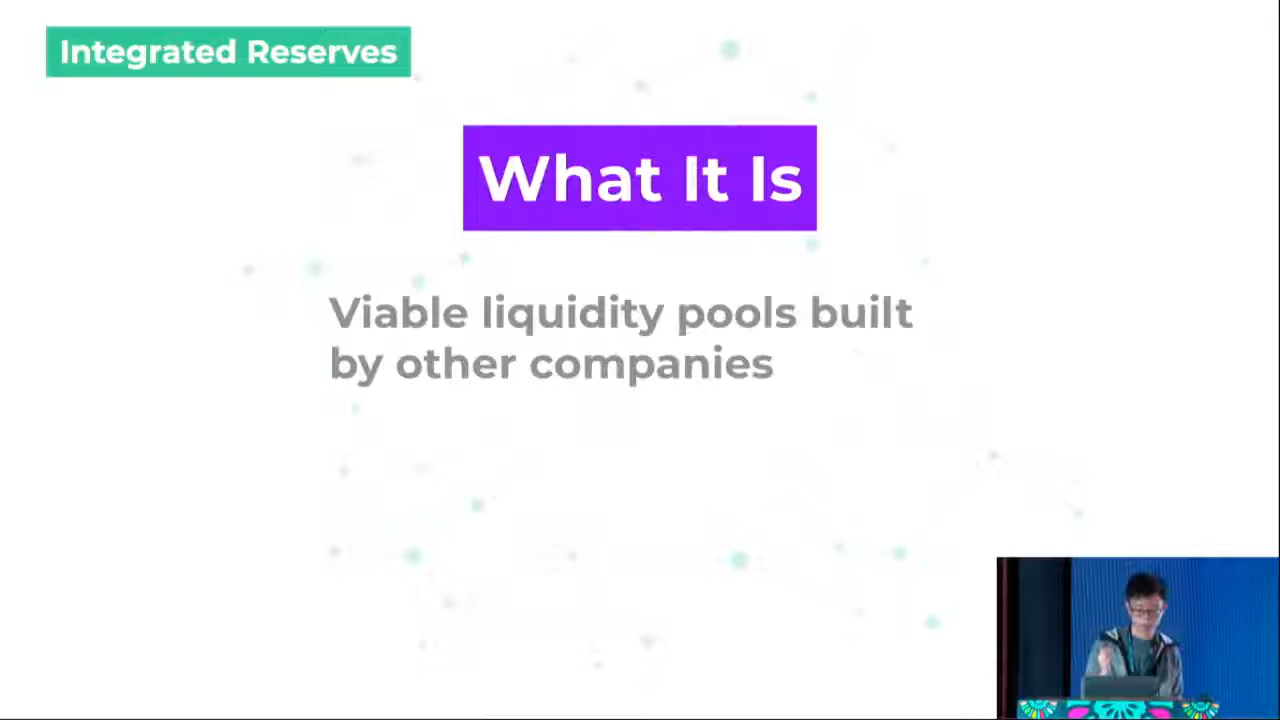 Integrated Reserves
What It Is
Viable liquidity pools built
by other companies